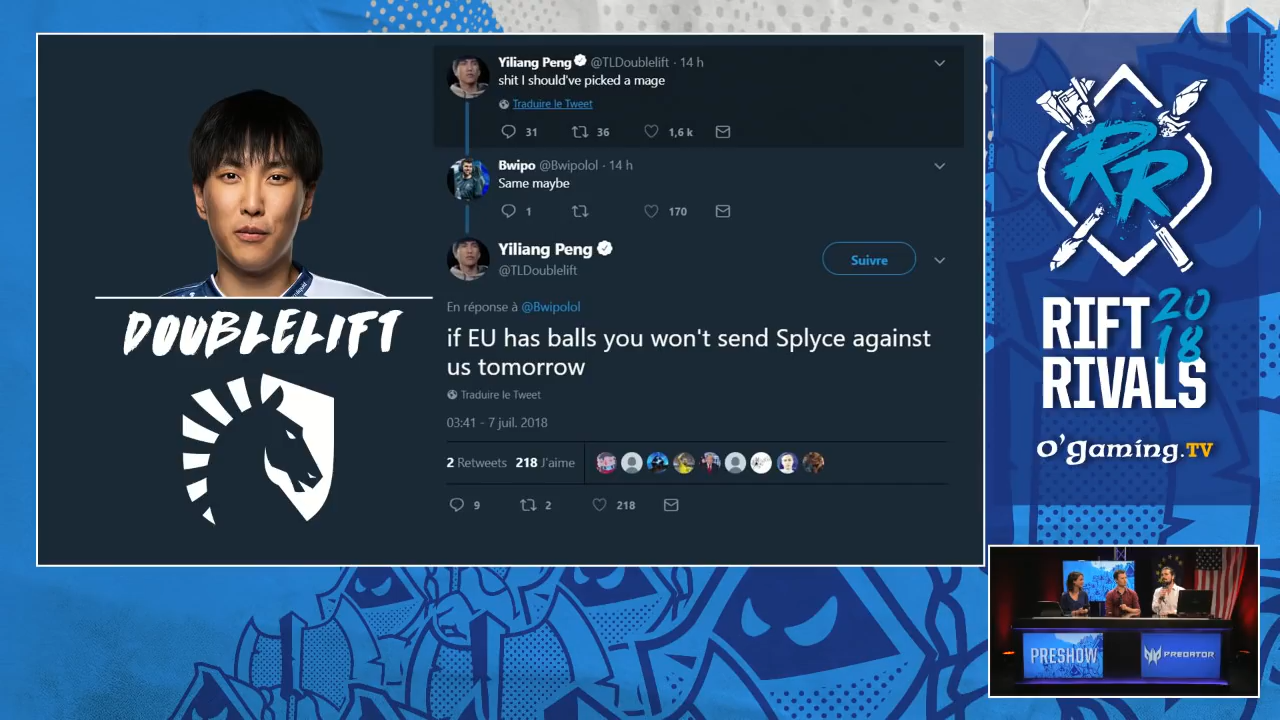 Yiliang Peng @TLDoublelift · 14 h
shit I should've picked a mage
Traduire le Tweet
31 36 1,6 k
Bwipo @Bwipolol · 14 h
Same maybe
1 170
Yiliang Peng
@TLDoublelift
Suivre
En réponse à @Bwipolol
if EU has balls you won't send Splyce against
us tomorrow
Traduire le Tweet
03:41 - 7 juil. 2018
2 Retweets 218 J'aime
9 2 218
DOUBLELIFT
RR
RIFT 20
18
RIVALS
O'Gaming.TV
PRESHOW
PREDATOR